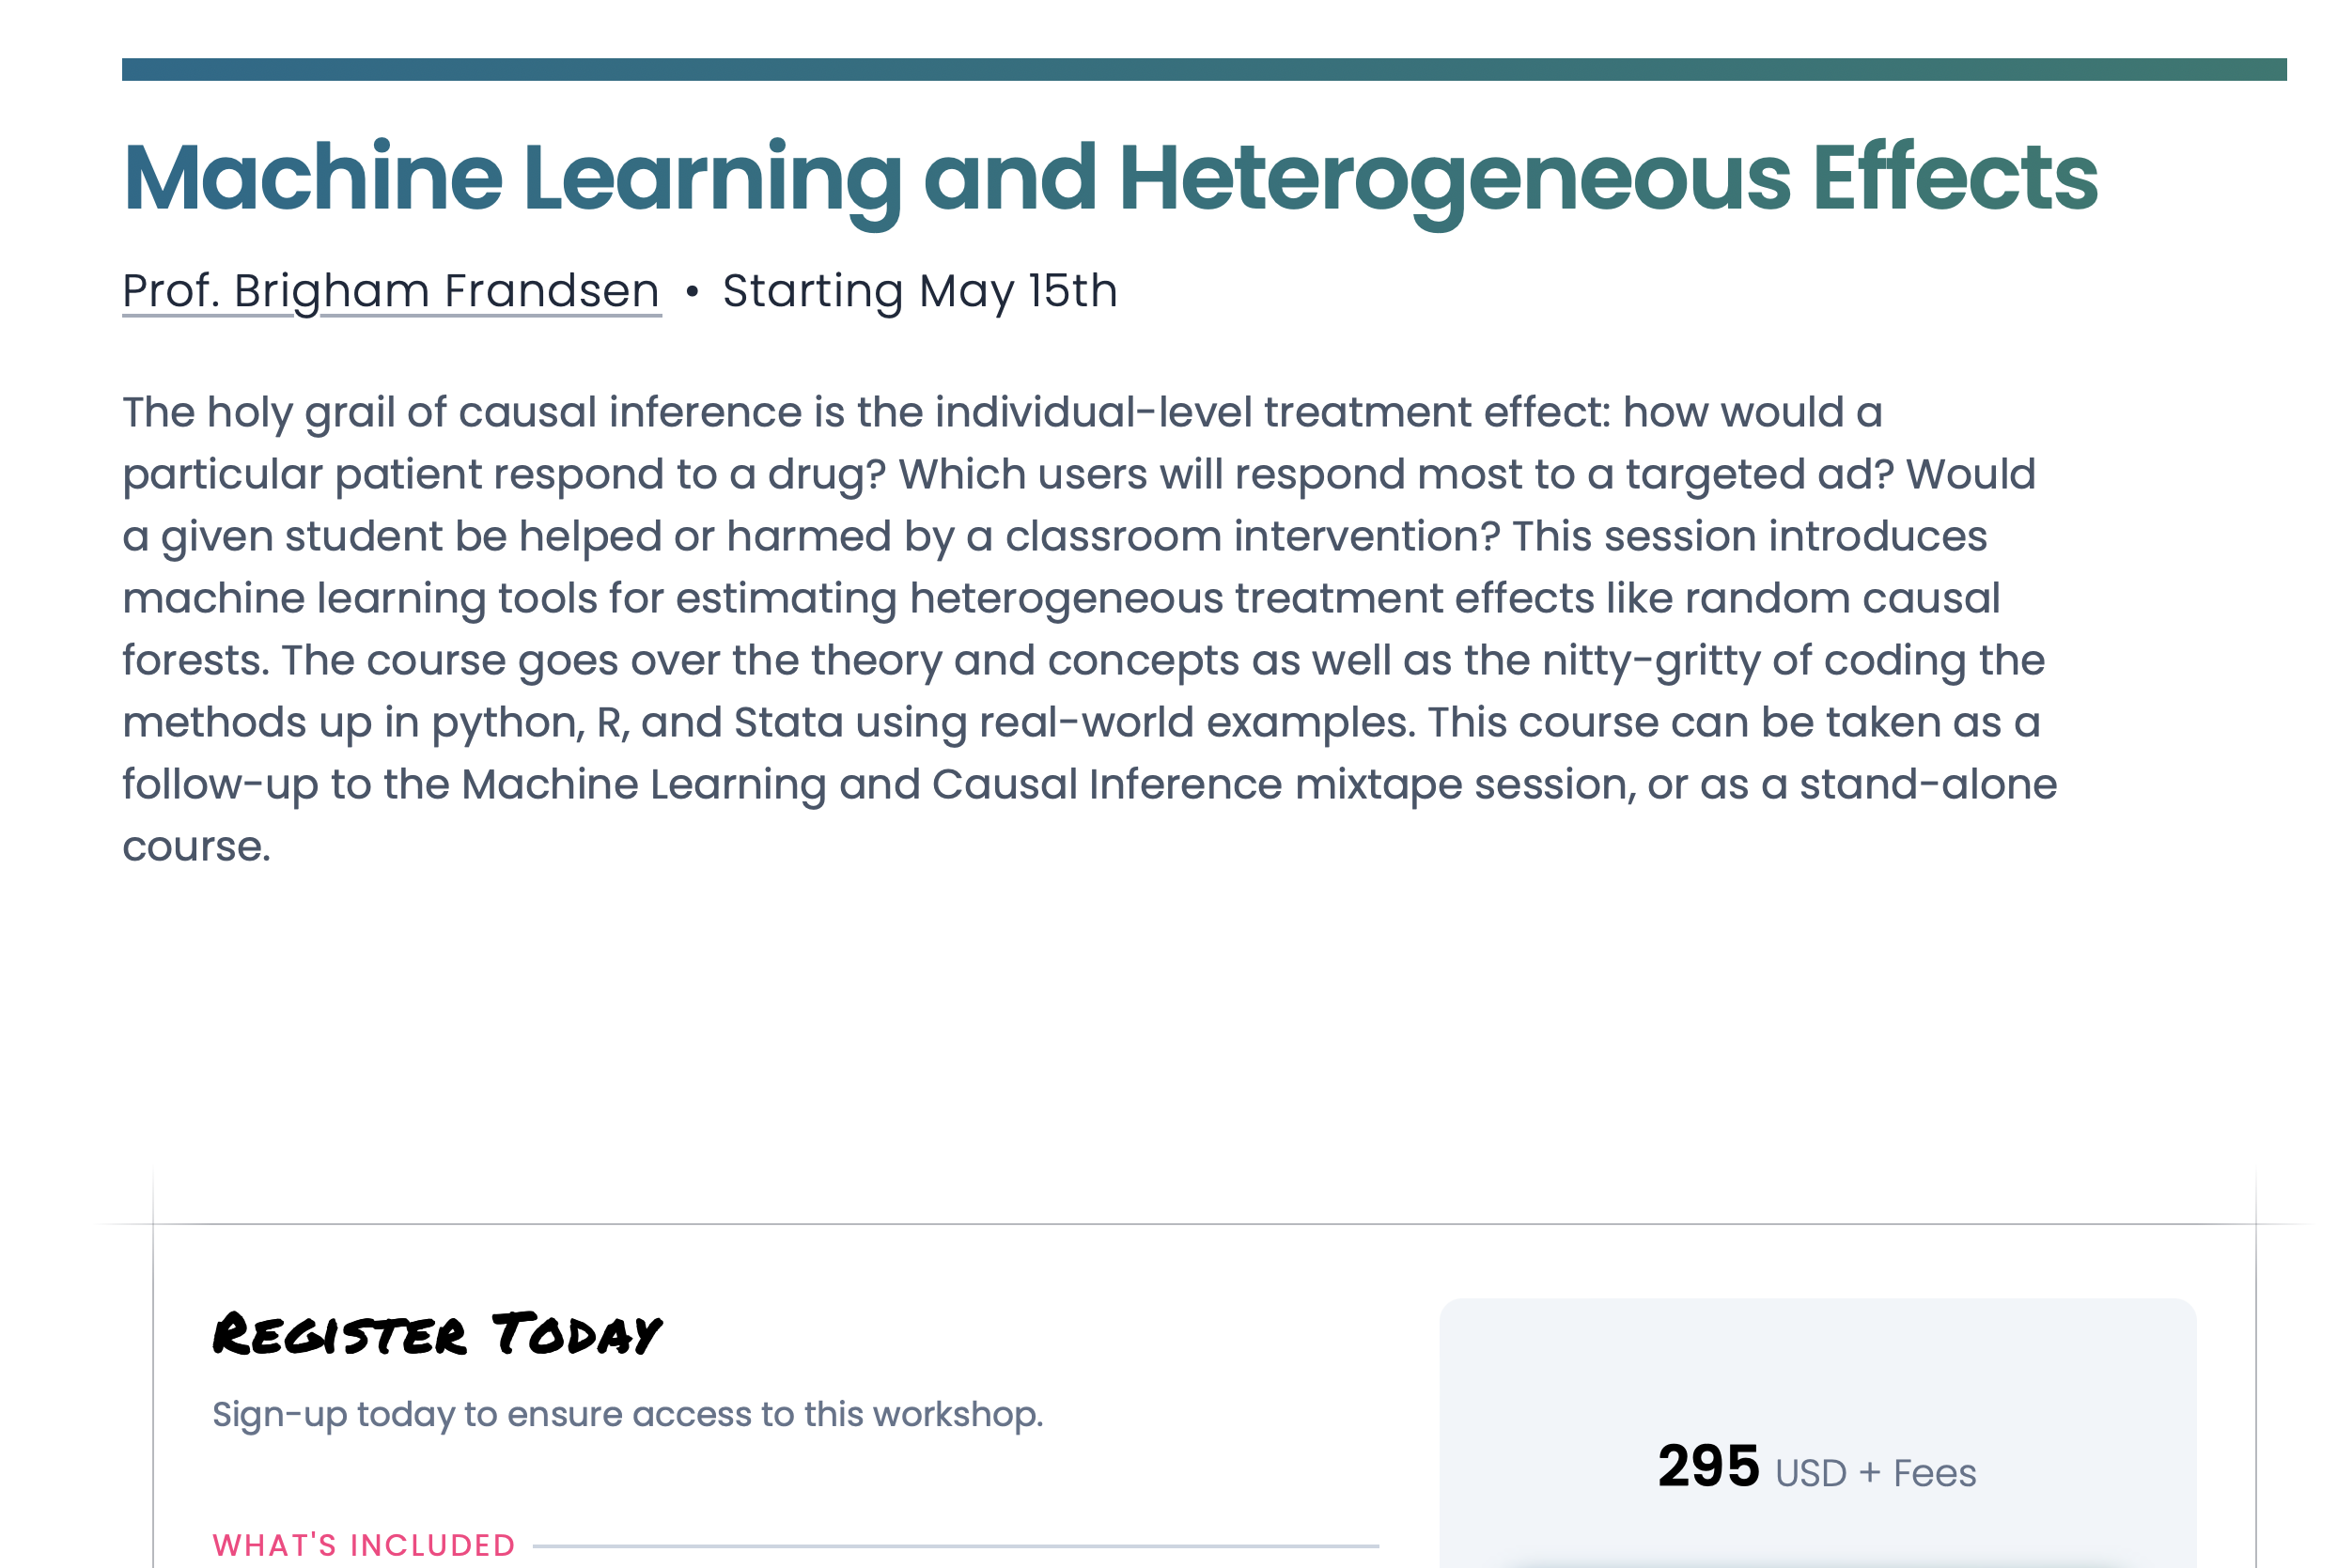 Machine Learning and Heterogeneous Effects
Prof. Brigham Frandsen • Starting May 15th
The holy grail of causal inference is the individual-level treatment effect: how would a
particular patient respond to a drug? Which users will respond most to a targeted ad? Would
a given student be helped or harmed by a classroom intervention? This session introduces
machine learning tools for estimating heterogeneous treatment effects like random causal
forests. The course goes over the theory and concepts as well as the nitty-gritty of coding the
methods up in python, R, and Stata using real-world examples. This course can be taken as a
follow-up to the Machine Learning and Causal Inference mixtape session, or as a stand-alone
course.
Register Today
Sign-up today to ensure access to this workshop.
295 USD + Fees
WHAT'S INCLUDED